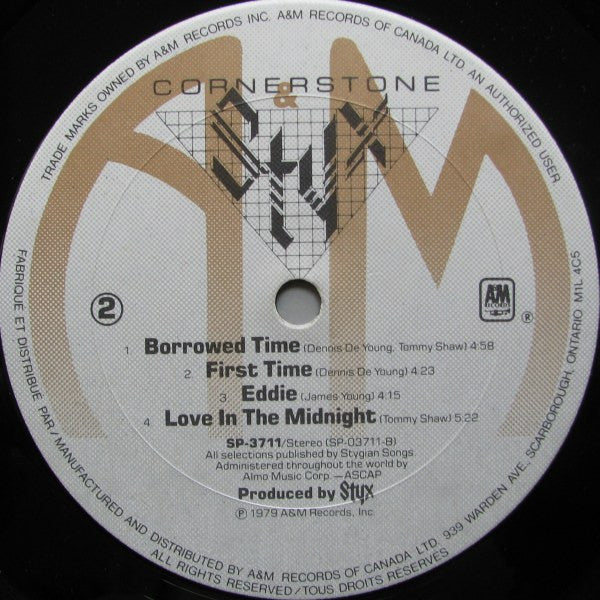 TRADE MARKS OWNED BY A&M RECORDS INC. A&M RECORDS OF CANADA LTD AN AUTHORIZED USER
CORNERSTONE
&
Styx
2
A&M
RECORDS
®
1. Borrowed Time (Dennis De Young, Tommy Shaw) 4:58
2. First Time (Dennis De Young) 4:23
3. Eddie (James Young) 4:15
4. Love In The Midnight (Tommy Shaw) 5:22
SP-3711/Stereo (SP-03711-B)
All selections published by Stygian Songs
Administered throughout the world by
Almo Music Corp. —ASCAP
Produced by Styx
℗ 1979 A&M Records, Inc.
FABRIQUÉ ET DISTRIBUÉ PAR/MANUFACTURED AND DISTRIBUTED BY A&M RECORDS OF CANADA LTD. 939 WARDEN AVE., SCARBOROUGH, ONTARIO M1L 4C5
ALL RIGHTS RESERVED/TOUS DROITS RESERVÉS